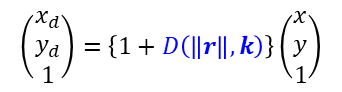 (x_d y_d 1) = {1 + D(‖r‖, k)} (x y 1)